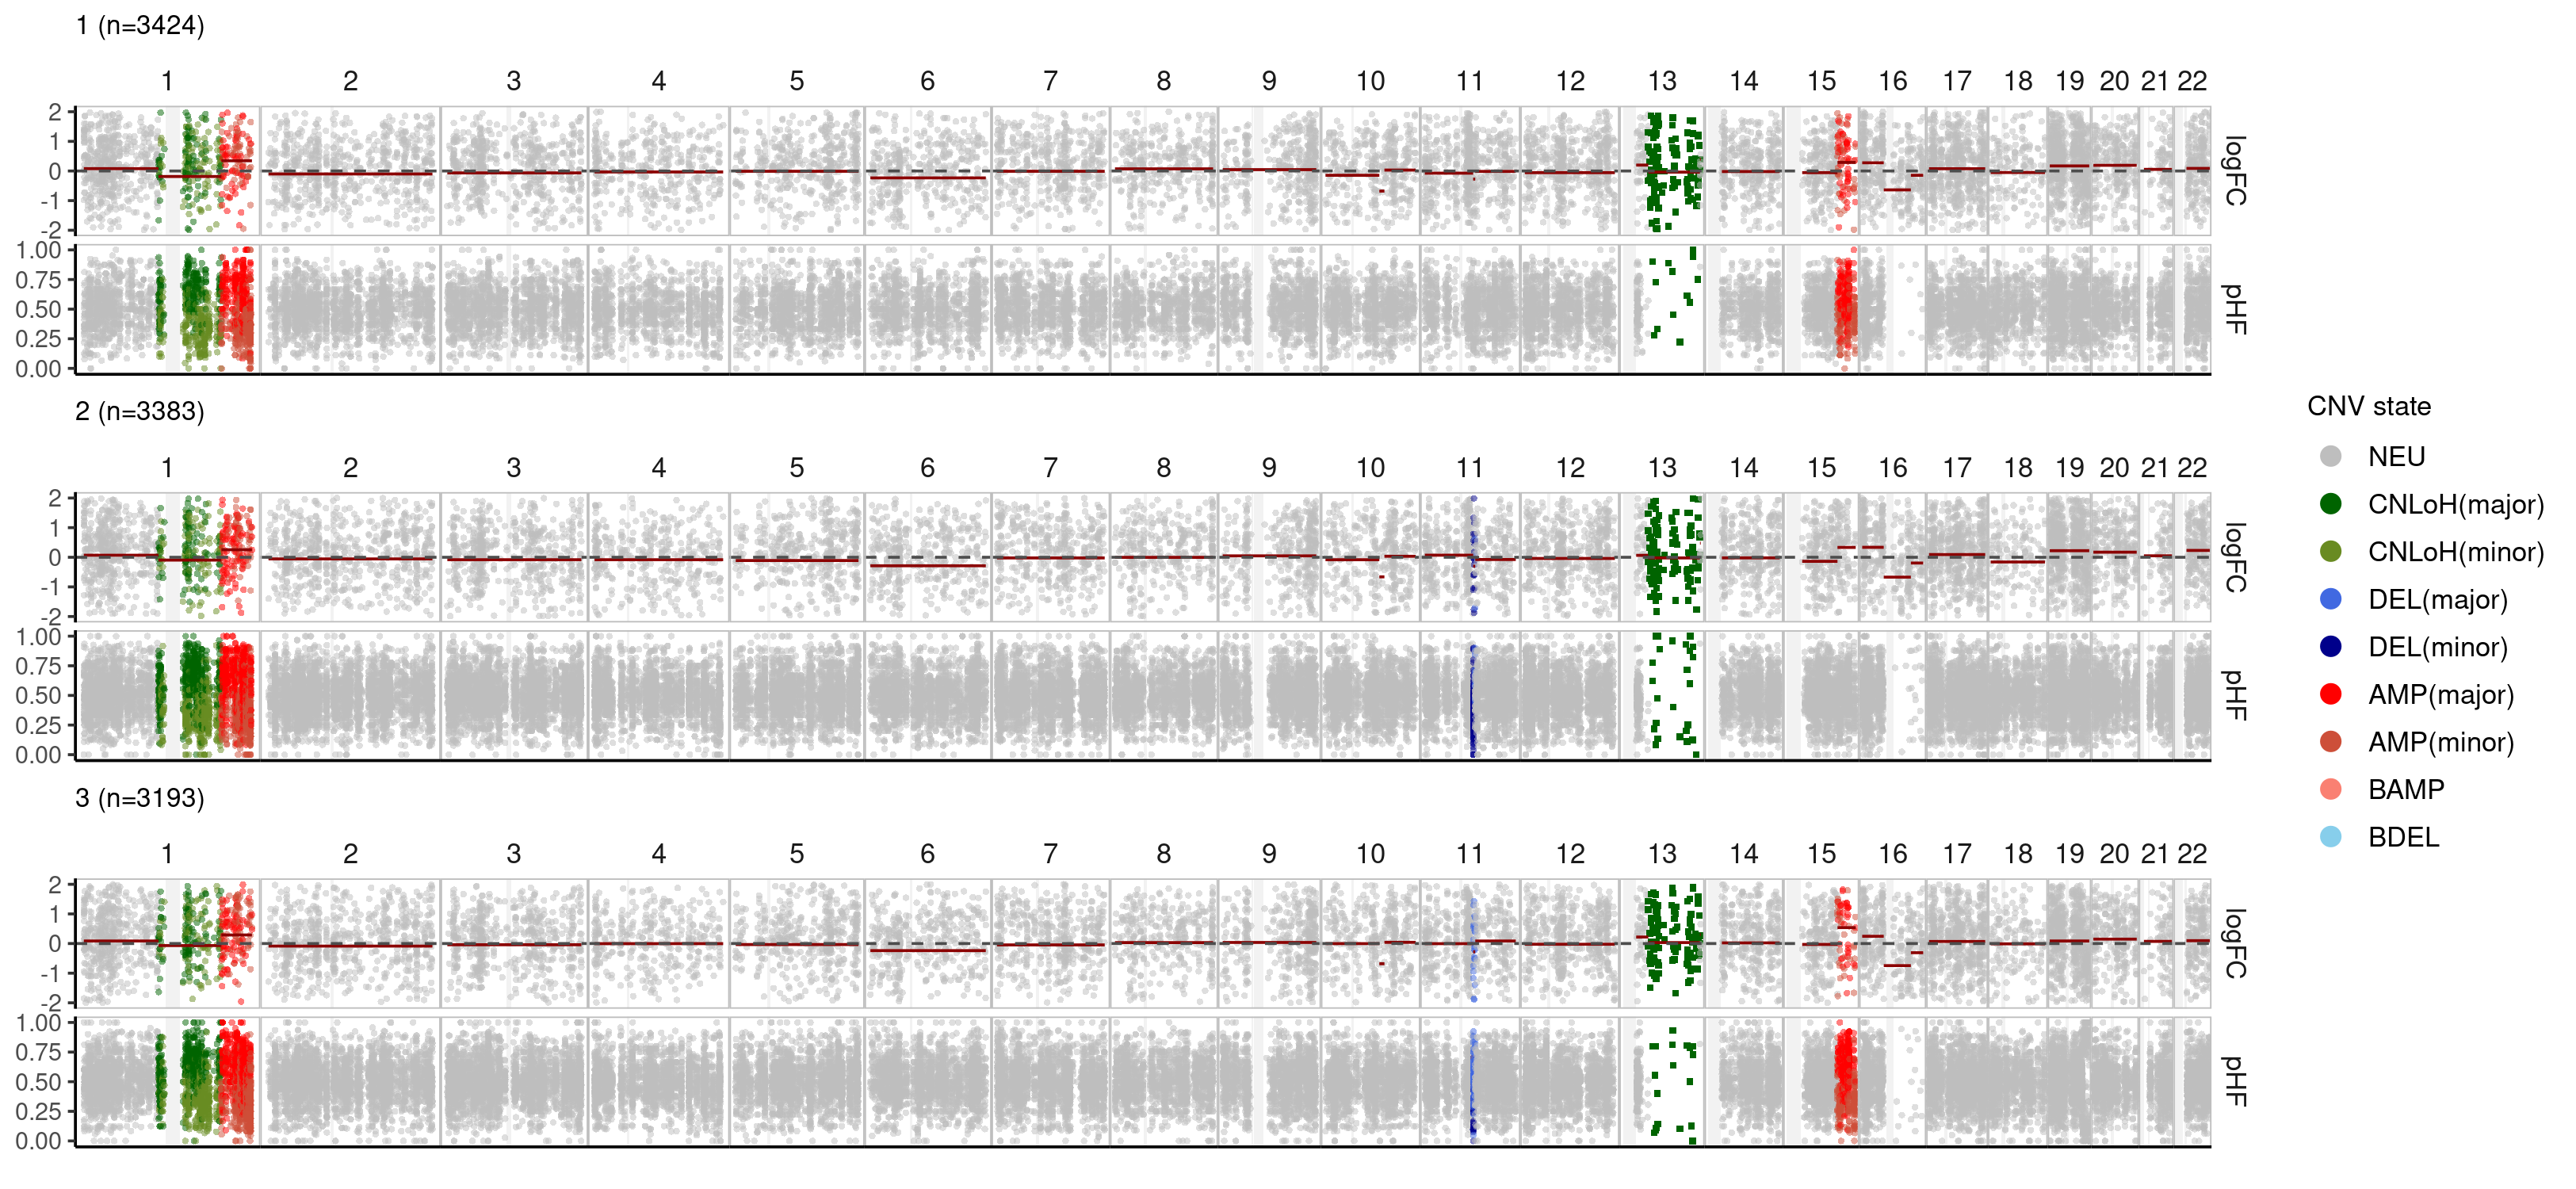 1 (n=3424)
1 2 3 4 5 6 7 8 9 10 11 12 13 14 15 16 17 18 19 20 21 22
2
1
0
-1
-2
logFC
1.00
0.75
0.50
0.25
0.00
pHF
2 (n=3383)
1 2 3 4 5 6 7 8 9 10 11 12 13 14 15 16 17 18 19 20 21 22
2
1
0
-1
-2
logFC
1.00
0.75
0.50
0.25
0.00
pHF
3 (n=3193)
1 2 3 4 5 6 7 8 9 10 11 12 13 14 15 16 17 18 19 20 21 22
2
1
0
-1
-2
logFC
1.00
0.75
0.50
0.25
0.00
pHF
CNV state
NEU
CNLoH(major)
CNLoH(minor)
DEL(major)
DEL(minor)
AMP(major)
AMP(minor)
BAMP
BDEL